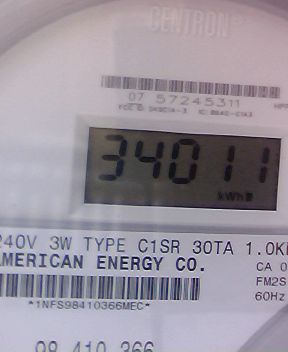 CENTRON®
07 57245311
34011
kWh
240V 3W TYPE C1SR 30TA 1.0K
AMERICAN ENERGY CO.
CA 0
FM2S
60Hz
*1NFS98410366MEC*
98 410 366